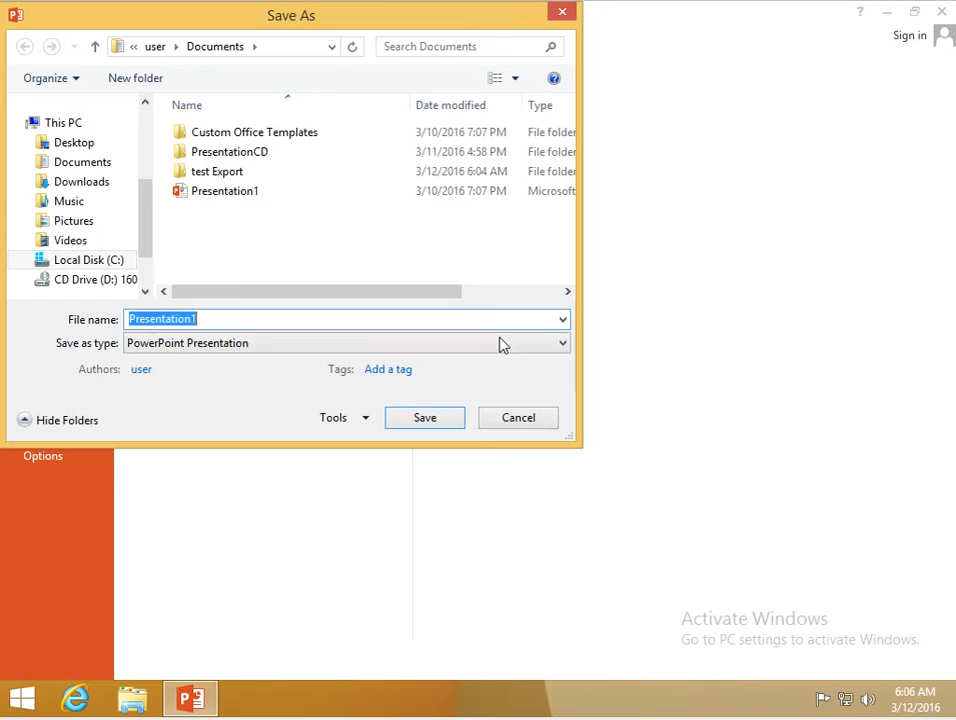 Save As
Sign in
user
Documents
Search Documents
Organize
New folder
Name
Date modified
Type
This PC
Desktop
Documents
Downloads
Music
Pictures
Videos
Local Disk (C:)
CD Drive (D:) 160
Custom Office Templates 3/10/2016 7:07 PM File folder
PresentationCD 3/11/2016 4:58 PM File folder
test Export 3/12/2016 6:04 AM File folder
Presentation1 3/10/2016 7:07 PM Microsoft
File name: Presentation1
Save as type: PowerPoint Presentation
Authors: user Tags: Add a tag
Hide Folders
Tools
Save
Cancel
Options
Activate Windows
Go to PC settings to activate Windows.
6:06 AM
3/12/2016